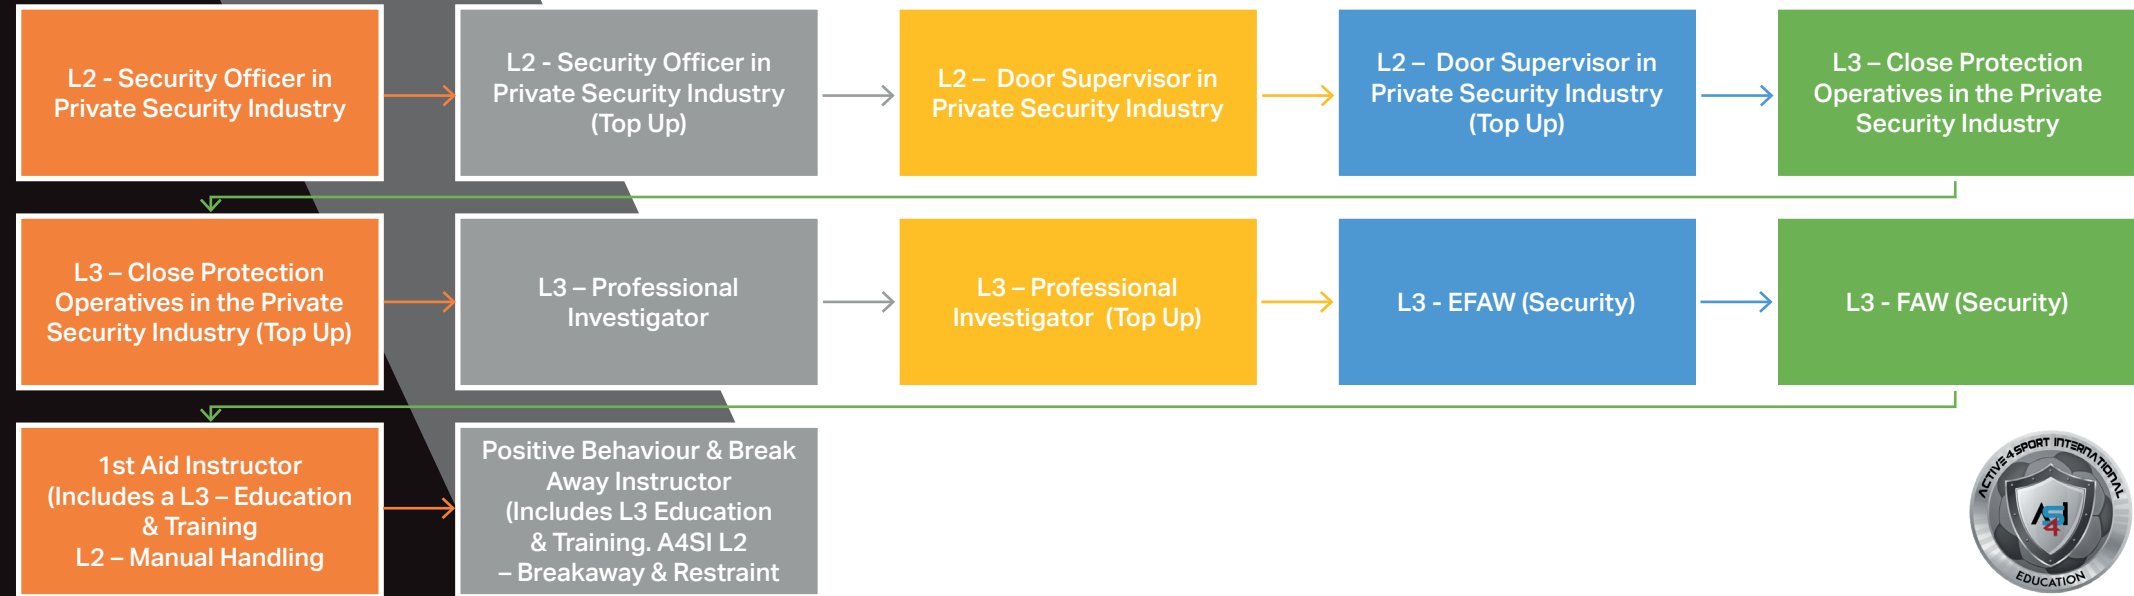 L2 - Security Officer in
Private Security Industry
L2 - Security Officer in
Private Security Industry
(Top Up)
L2 – Door Supervisor in
Private Security Industry
L2 – Door Supervisor in
Private Security Industry
(Top Up)
L3 – Close Protection
Operatives in the Private
Security Industry
L3 – Close Protection
Operatives in the Private
Security Industry (Top Up)
L3 – Professional
Investigator
L3 – Professional
Investigator (Top Up)
L3 - EFAW (Security)
L3 - FAW (Security)
1st Aid Instructor
(Includes a L3 – Education
& Training
L2 – Manual Handling
Positive Behaviour & Break
Away Instructor
(Includes L3 Education
& Training. A4SI L2
– Breakaway & Restraint
ACTIVE 4 SPORT INTERNATIONAL
AS4I
EDUCATION